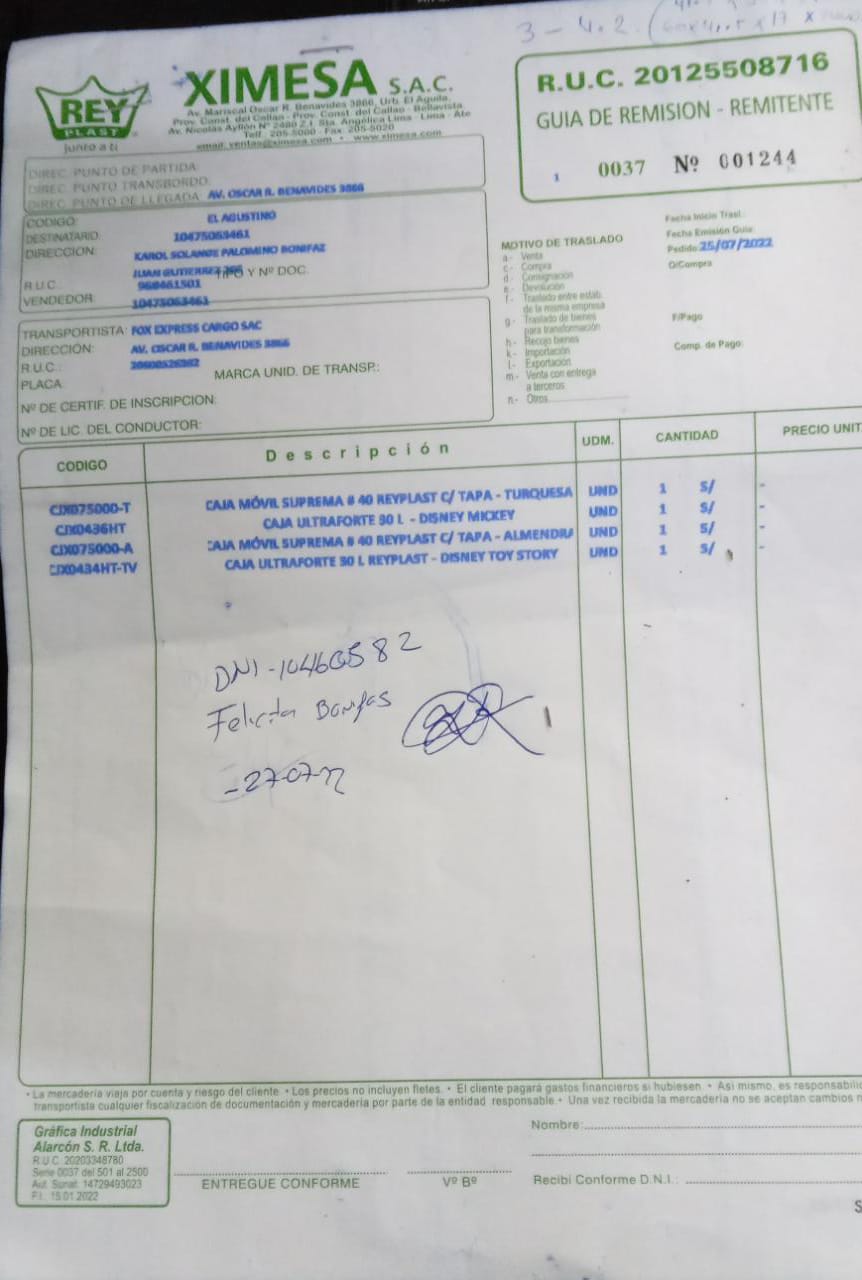 3 - 4.2
REY
PLAST
junto a ti
XIMESA S.A.C.
Av. Mariscal Oscar R. Benavides 3866, Urb. El Aguila,
Prov. Const. del Callao - Prov. Const. del Callao - Bellavista.
Av. Nicolas Ayllón Nº 2480 Z.I. Sta. Angélica Lima - Lima - Ate
Telf. 205-5000 - Fax. 205-5020
email: ventas@ximesa.com • www.ximesa.com
R.U.C. 20125508716
GUIA DE REMISION - REMITENTE
1 0037 Nº 001244
DIREC. PUNTO DE PARTIDA:
DIREC. PUNTO TRANSBORDO:
DIREC. PUNTO DE LLEGADA: AV. OSCAR R. BENAVIDES 3866
CODIGO: EL AGUSTINO
DESTINATARIO: 10475063461
DIRECCION: KAROL SOLANGE PALOMINO BONIFAZ
JUAN GUTIERREZ TIPO Y Nº DOC.
R.U.C.: 968461501
VENDEDOR: 10475063461
MOTIVO DE TRASLADO
a.- Venta
c.- Compra
d.- Consignación
e.- Devolución
f.- Traslado entre estab.
de la misma empresa
g.- Traslado de bienes
para transformación
h.- Recojo bienes
k.- Importación
l.- Exportación
m.- Venta con entrega
a terceros
n.- Otros
Fecha Inicio Trasl.:
Fecha Emisión Guia:
Pedido: 25/07/2022
O/Compra:
F/Pago
Comp. de Pago:
TRANSPORTISTA: FOX EXPRESS CARGO SAC
DIRECCIÓN: AV. OSCAR R. BENAVIDES 3866
R.U.C.:
PLACA: MARCA UNID. DE TRANSP.:
Nº DE CERTIF. DE INSCRIPCION:
Nº DE LIC. DEL CONDUCTOR:
CODIGO Descripción UDM. CANTIDAD PRECIO UNIT
CJX075000-T CAJA MÓVIL SUPREMA # 40 REYPLAST C/ TAPA - TURQUESA UND 1 S/ -
CJX0436HT CAJA ULTRAFORTE 30 L - DISNEY MICKEY UND 1 S/ -
CJX075000-A CAJA MÓVIL SUPREMA # 40 REYPLAST C/ TAPA - ALMENDRA UND 1 S/ -
CJX0434HT-TV CAJA ULTRAFORTE 30 L REYPLAST - DISNEY TOY STORY UND 1 S/ -
DNI - 10460582
Felicita Bonifas
- 27-07-22
• La mercadería viaja por cuenta y riesgo del cliente. • Los precios no incluyen fletes. • El cliente pagará gastos financieros si hubiesen. • Asi mismo, es responsabilid
transportista cualquier fiscalización de documentación y mercadería por parte de la entidad responsable. • Una vez recibida la mercadería no se aceptan cambios n
Gráfica Industrial
Alarcón S. R. Ltda.
R.U.C. 20203346780
Serie 0037 del 501 al 2500
Aut. Sunat. 14729493023
F.I. 15.01.2022
ENTREGUE CONFORME
Vº Bº
Nombre:
Recibí Conforme D.N.I.:
S